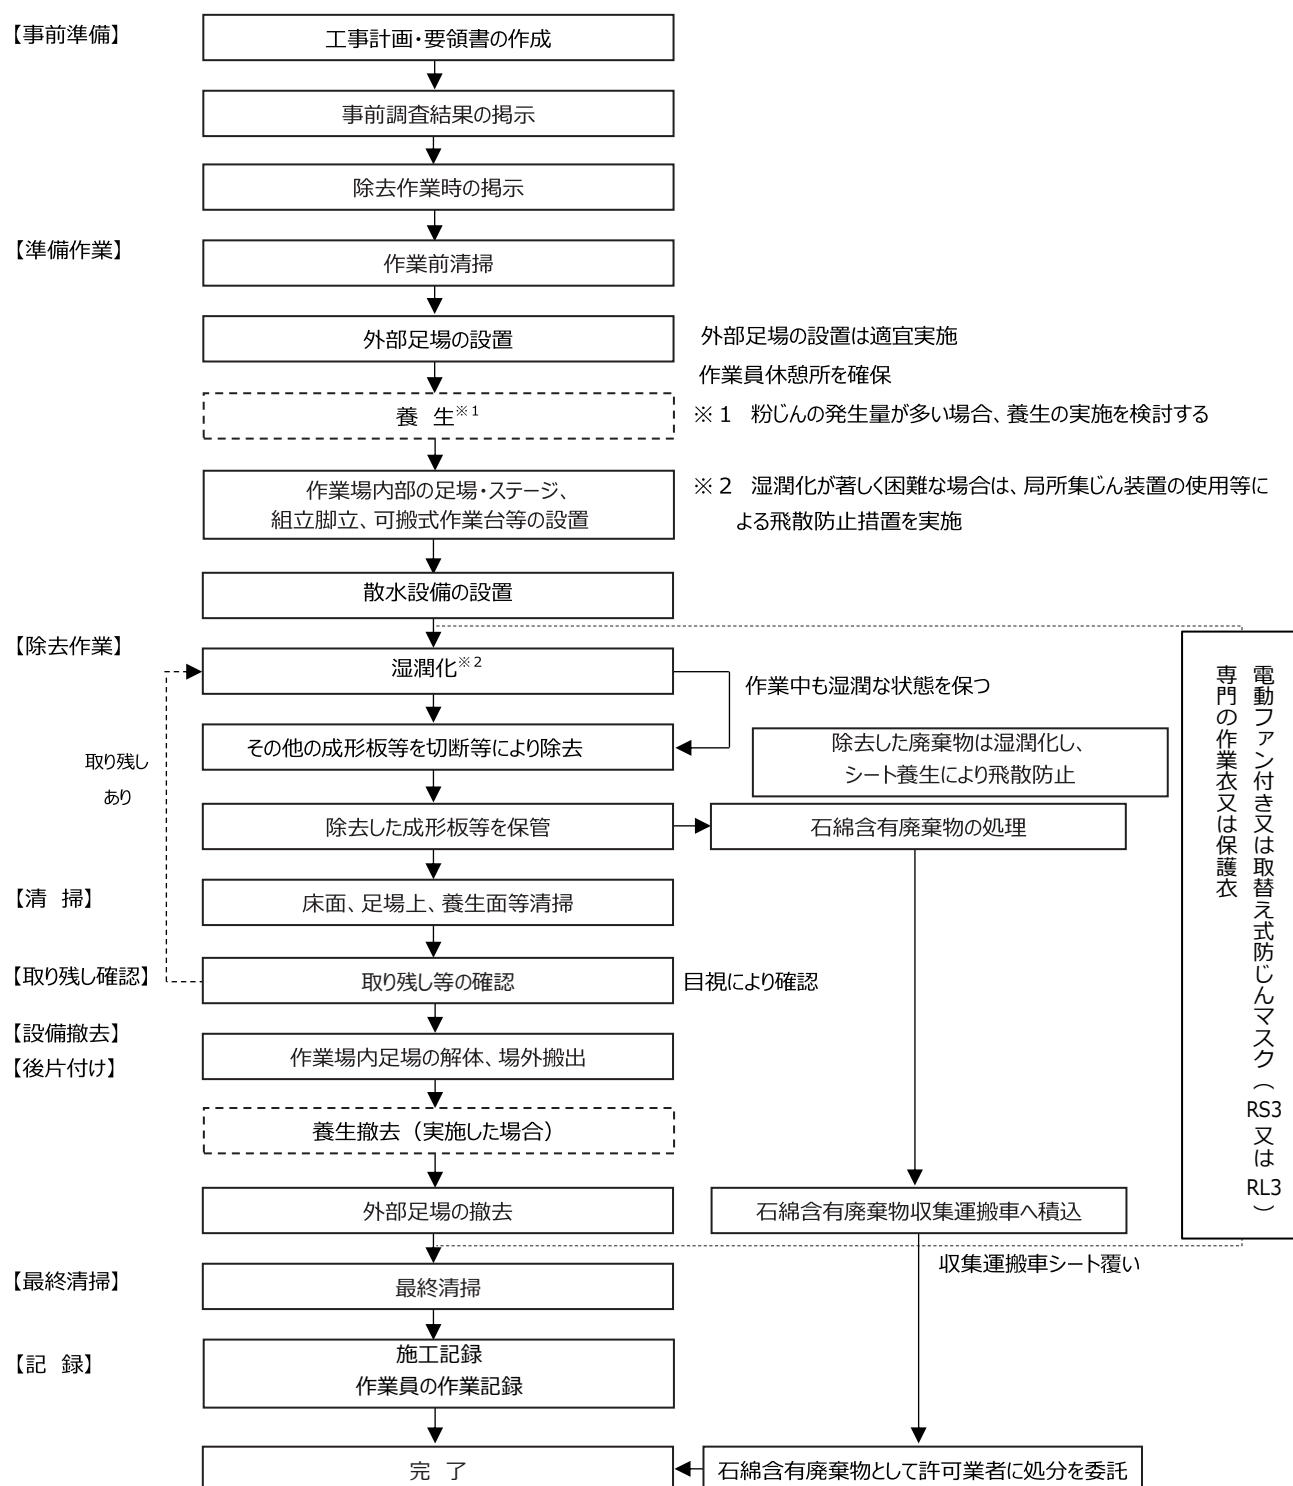 【事前準備】
工事計画・要領書の作成
事前調査結果の掲示
除去作業時の掲示
【準備作業】
作業前清掃
外部足場の設置
外部足場の設置は適宜実施
作業員休憩所を確保
養 生※1
※1 粉じんの発生量が多い場合、養生の実施を検討する
作業場内部の足場・ステージ、
組立脚立、可搬式作業台等の設置
※2 湿潤化が著しく困難な場合は、局所集じん装置の使用等に
よる飛散防止措置を実施
散水設備の設置
【除去作業】
湿潤化※2
作業中も湿潤な状態を保つ
その他の成形板等を切断等により除去
除去した廃棄物は湿潤化し、
シート養生により飛散防止
取り残し
あり
除去した成形板等を保管
石綿含有廃棄物の処理
電動ファン付き又は取替え式防じんマスク（RS3又はRL3）
専門の作業衣又は保護衣
【清 掃】
床面、足場上、養生面等清掃
【取り残し確認】
取り残し等の確認
目視により確認
【設備撤去】
【後片付け】
作業場内足場の解体、場外搬出
養生撤去（実施した場合）
外部足場の撤去
石綿含有廃棄物収集運搬車へ積込
収集運搬車シート覆い
【最終清掃】
最終清掃
【記 録】
施工記録
作業員の作業記録
完 了
石綿含有廃棄物として許可業者に処分を委託